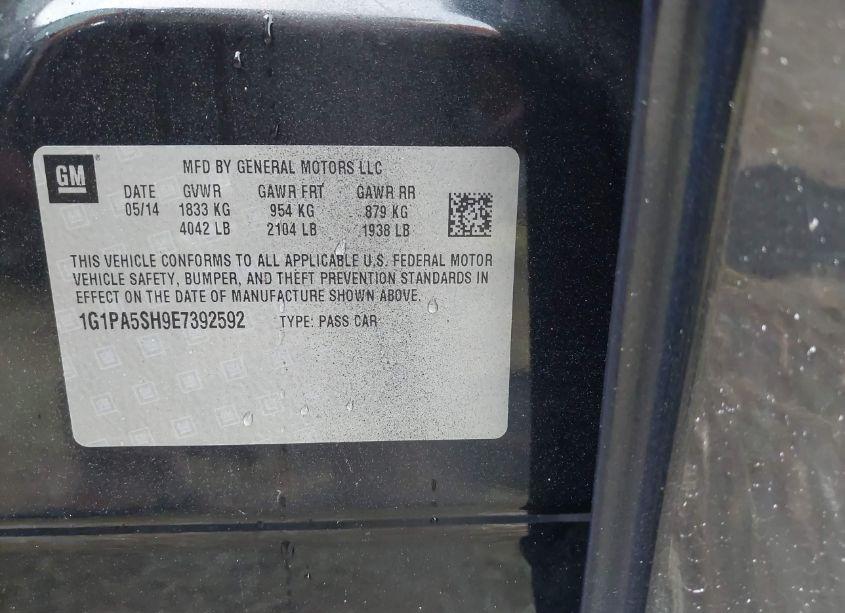 GM
MFD BY GENERAL MOTORS LLC
DATE GVWR GAWR FRT GAWR RR
05/14 1833 KG 954 KG 879 KG
4042 LB 2104 LB 1938 LB
THIS VEHICLE CONFORMS TO ALL APPLICABLE U.S. FEDERAL MOTOR
VEHICLE SAFETY, BUMPER, AND THEFT PREVENTION STANDARDS IN
EFFECT ON THE DATE OF MANUFACTURE SHOWN ABOVE.
1G1PA5SH9E7392592 TYPE: PASS CAR